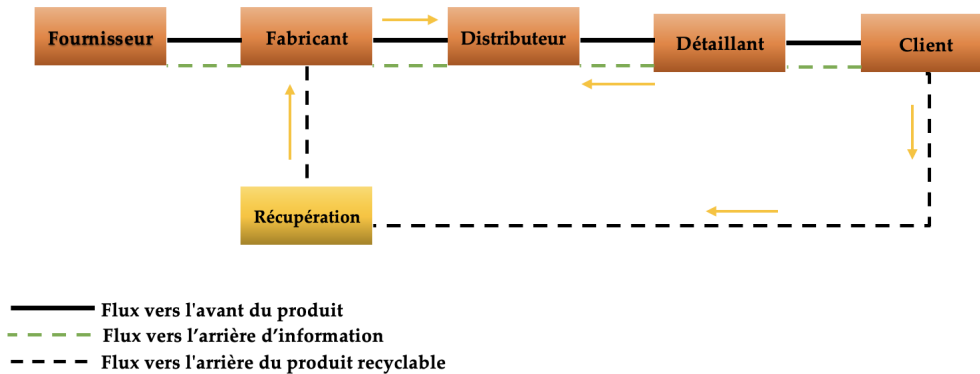 Fournisseur
Fabricant
Distributeur
Détaillant
Client
Récupération
Flux vers l'avant du produit
Flux vers l’arrière d’information
Flux vers l'arrière du produit recyclable